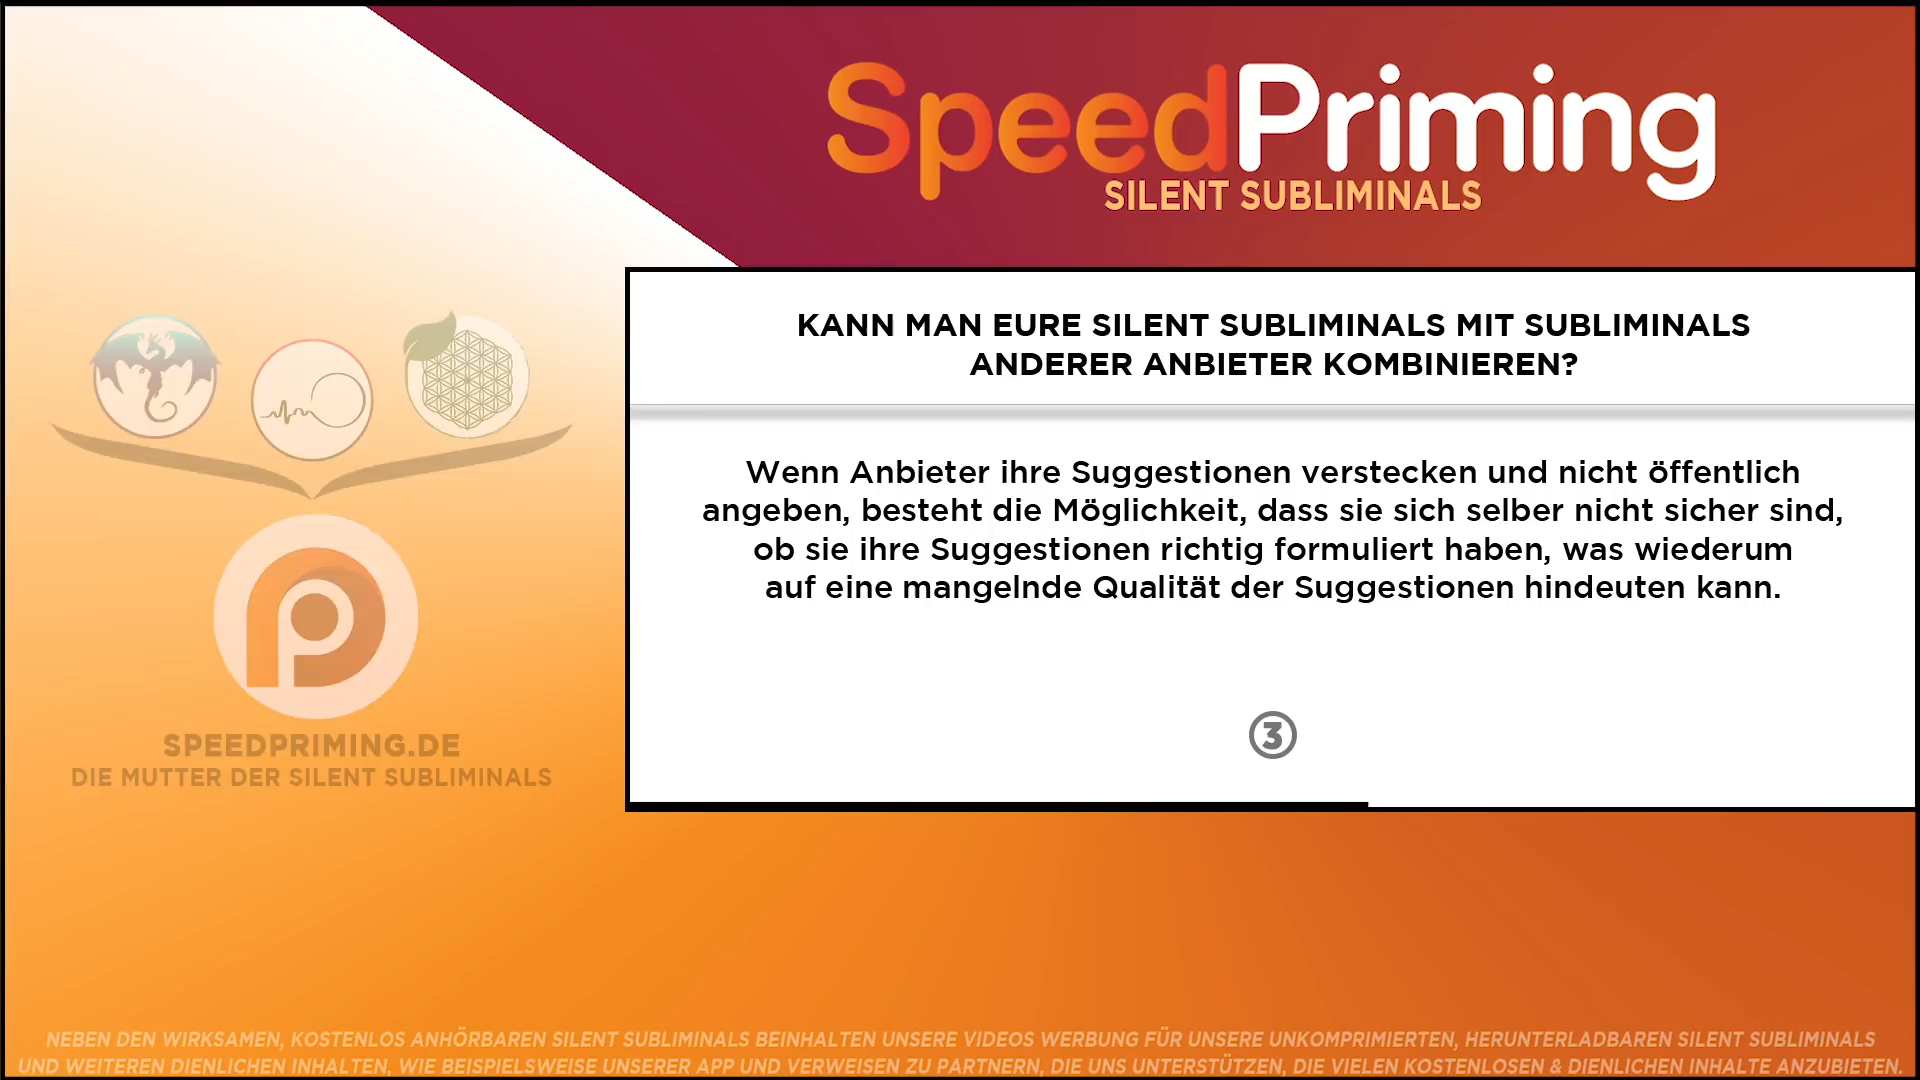 SpeedPriming
SILENT SUBLIMINALS
KANN MAN EURE SILENT SUBLIMINALS MIT SUBLIMINALS
ANDERER ANBIETER KOMBINIEREN?
Wenn Anbieter ihre Suggestionen verstecken und nicht öffentlich
angeben, besteht die Möglichkeit, dass sie sich selber nicht sicher sind,
ob sie ihre Suggestionen richtig formuliert haben, was wiederum
auf eine mangelnde Qualität der Suggestionen hindeuten kann.
3
SPEEDPRIMING.DE
DIE MUTTER DER SILENT SUBLIMINALS
NEBEN DEN WIRKSAMEN, KOSTENLOS ANHÖRBAREN SILENT SUBLIMINALS BEINHALTEN UNSERE VIDEOS WERBUNG FÜR UNSERE UNKOMPRIMIERTEN, HERUNTERLADBAREN SILENT SUBLIMINALS
UND WEITEREN DIENLICHEN INHALTEN, WIE BEISPIELSWEISE UNSERER APP UND VERWEISEN ZU PARTNERN, DIE UNS UNTERSTÜTZEN, DIE VIELEN KOSTENLOSEN & DIENLICHEN INHALTE ANZUBIETEN.